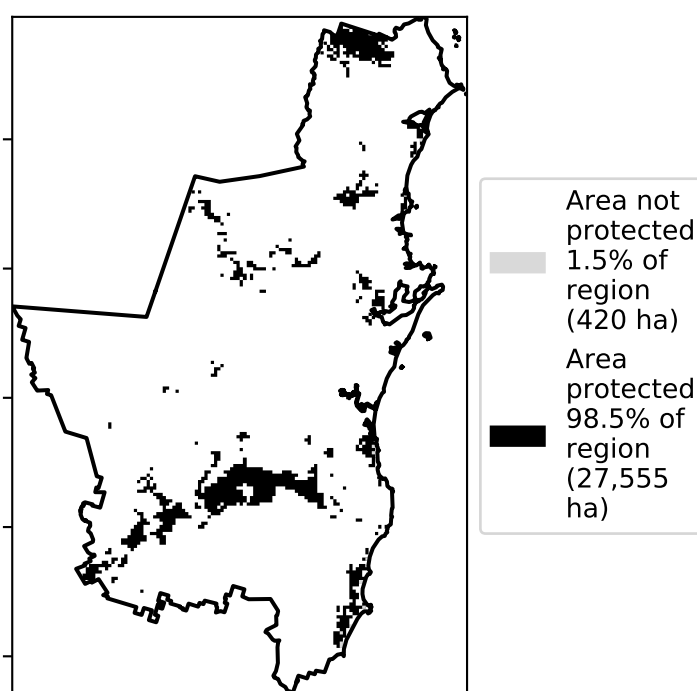 Area not
protected
1.5% of
region
(420 ha)
Area
protected
98.5% of
region
(27,555
ha)